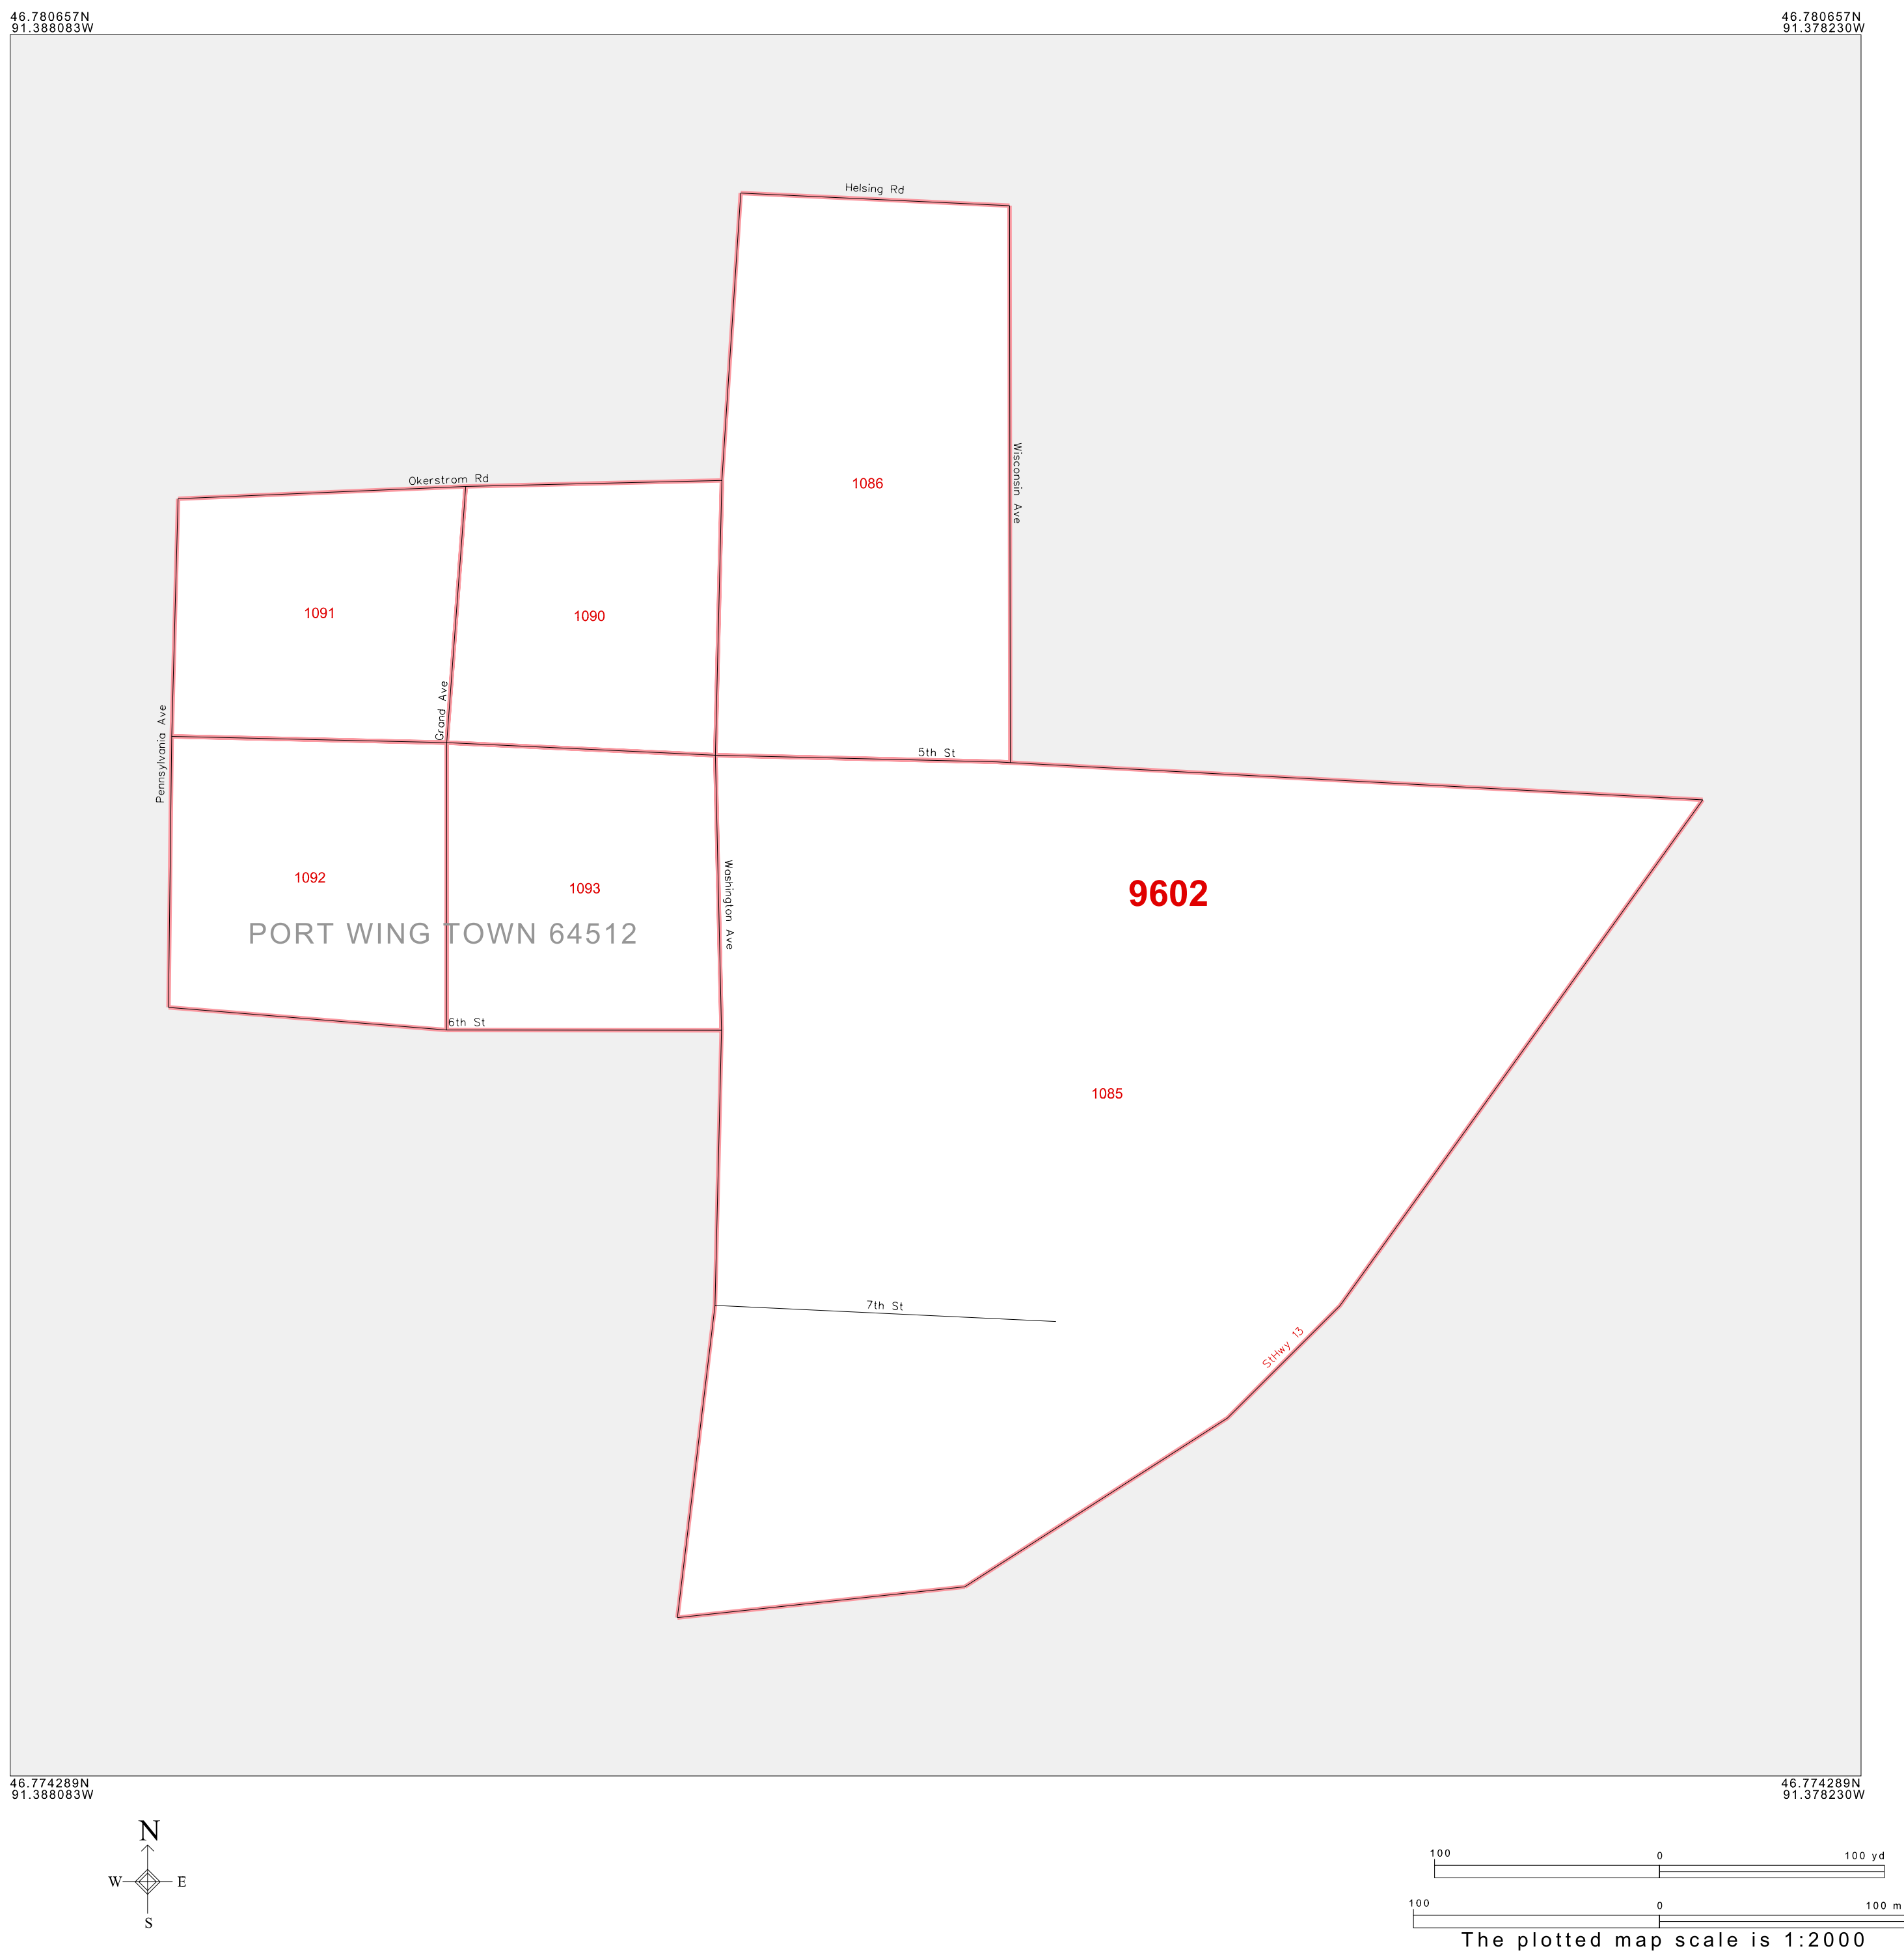 46.780657N
91.388083W
46.780657N
91.378230W
Helsing Rd
Wisconsin Ave
Okerstrom Rd
1086
1091
1090
Grand Ave
Pennsylvania Ave
5th St
Washington Ave
1092
1093
9602
PORT WING TOWN 64512
6th St
1085
7th St
StHwy 13
46.774289N
91.388083W
46.774289N
91.378230W
N
W E
S
100 0 100 yd
100 0 100 m
The plotted map scale is 1:2000